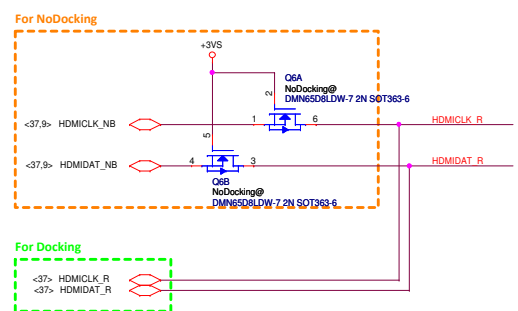 For NoDocking
+3VS
Q6A
NoDocking@
DMN65D8LDW-7 2N SOT363-6
2
<37,9> HDMICLK_NB
1
6
HDMICLK_R
5
<37,9> HDMIDAT_NB
4
3
HDMIDAT_R
Q6B
NoDocking@
DMN65D8LDW-7 2N SOT363-6
For Docking
<37> HDMICLK_R
<37> HDMIDAT_R